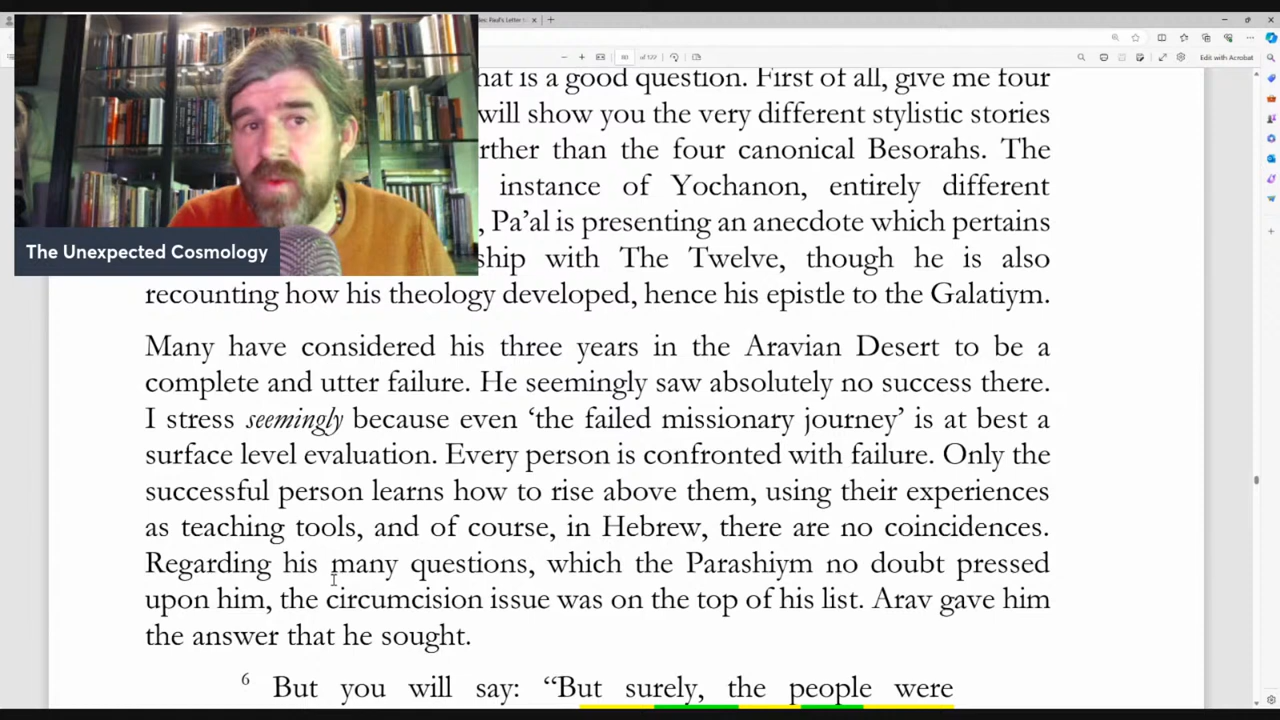 Paul's Letter
80 of 122
Edit with Acrobat
hat is a good question. First of all, give me four
will show you the very different stylistic stories
rther than the four canonical Besorahs. The
instance of Yochanon, entirely different
, Pa’al is presenting an anecdote which pertains
The Unexpected Cosmology
ship with The Twelve, though he is also
recounting how his theology developed, hence his epistle to the Galatiym.
Many have considered his three years in the Aravian Desert to be a
complete and utter failure. He seemingly saw absolutely no success there.
I stress seemingly because even ‘the failed missionary journey’ is at best a
surface level evaluation. Every person is confronted with failure. Only the
successful person learns how to rise above them, using their experiences
as teaching tools, and of course, in Hebrew, there are no coincidences.
Regarding his many questions, which the Parashiym no doubt pressed
upon him, the circumcision issue was on the top of his list. Arav gave him
the answer that he sought.
6 But you will say: “But surely, the people were